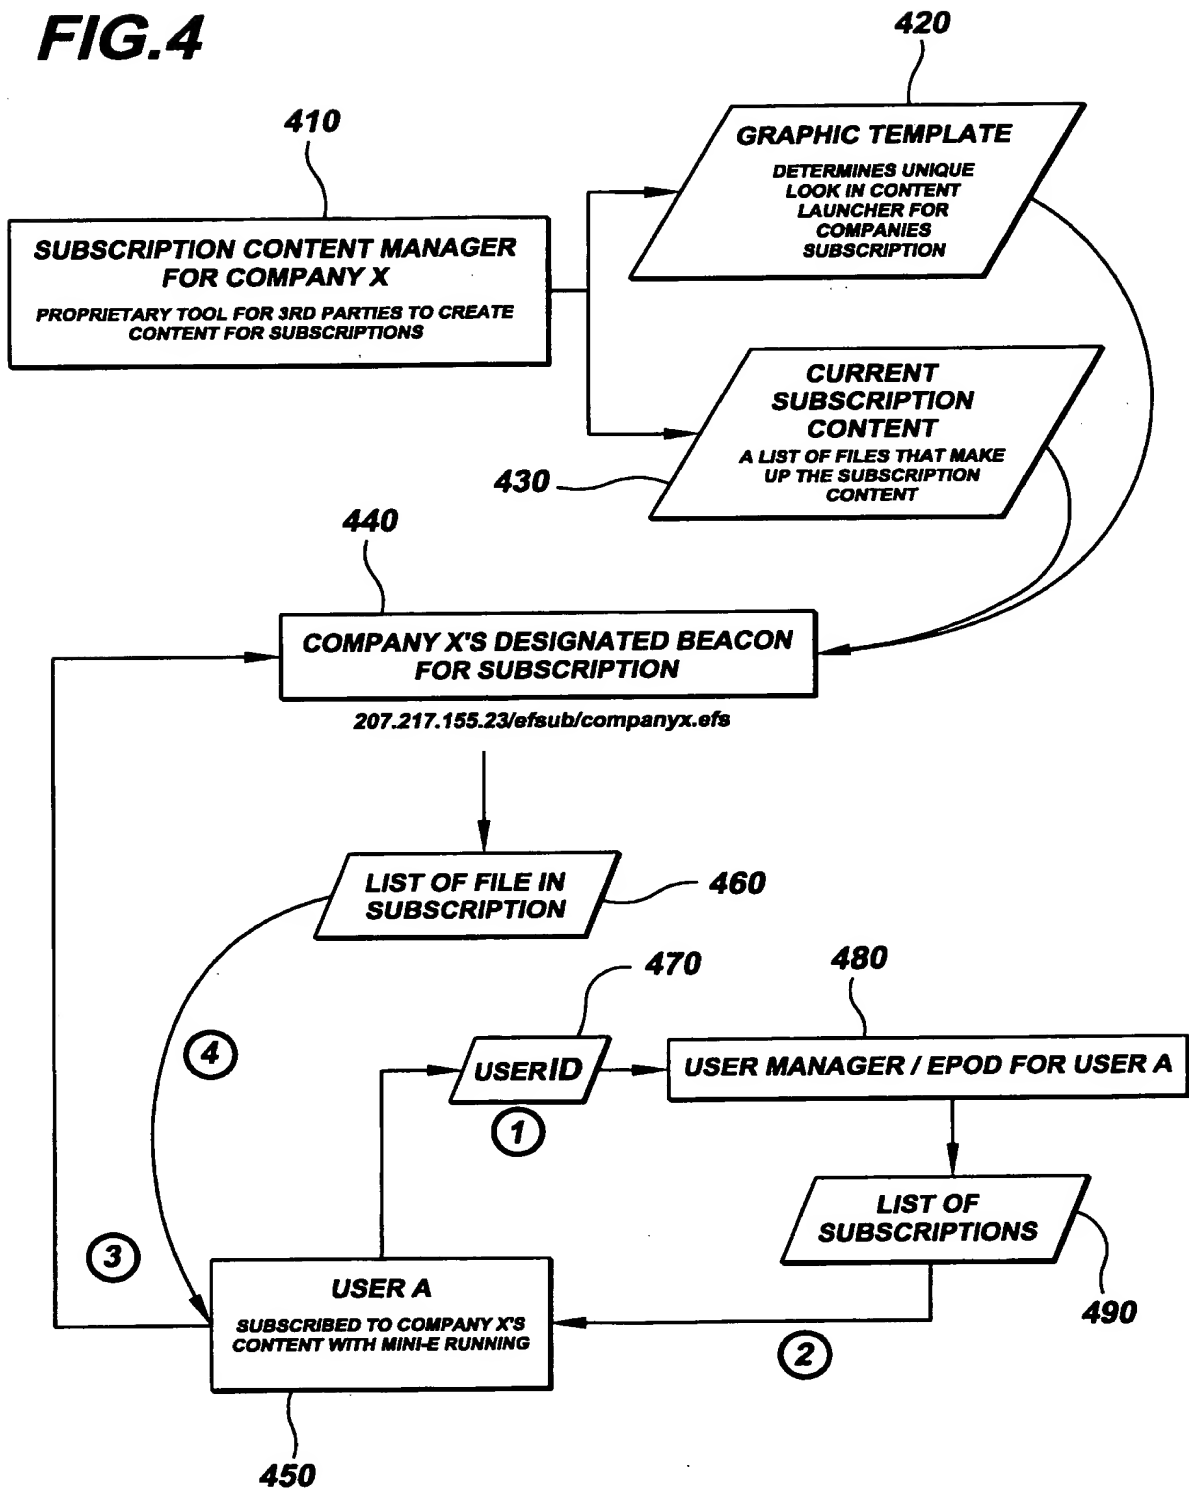 FIG.4
420
410
GRAPHIC TEMPLATE
DETERMINES UNIQUE
LOOK IN CONTENT
LAUNCHER FOR
COMPANIES
SUBSCRIPTION
SUBSCRIPTION CONTENT MANAGER
FOR COMPANY X
PROPRIETARY TOOL FOR 3RD PARTIES TO CREATE
CONTENT FOR SUBSCRIPTIONS
CURRENT
SUBSCRIPTION
CONTENT
A LIST OF FILES THAT MAKE
UP THE SUBSCRIPTION
CONTENT
430
440
COMPANY X'S DESIGNATED BEACON
FOR SUBSCRIPTION
207.217.155.23/efsub/companyx.efs
LIST OF FILE IN
SUBSCRIPTION
460
470
480
4
USERID
USER MANAGER / EPOD FOR USER A
1
LIST OF
SUBSCRIPTIONS
3
USER A
SUBSCRIBED TO COMPANY X'S
CONTENT WITH MINI-E RUNNING
490
2
450